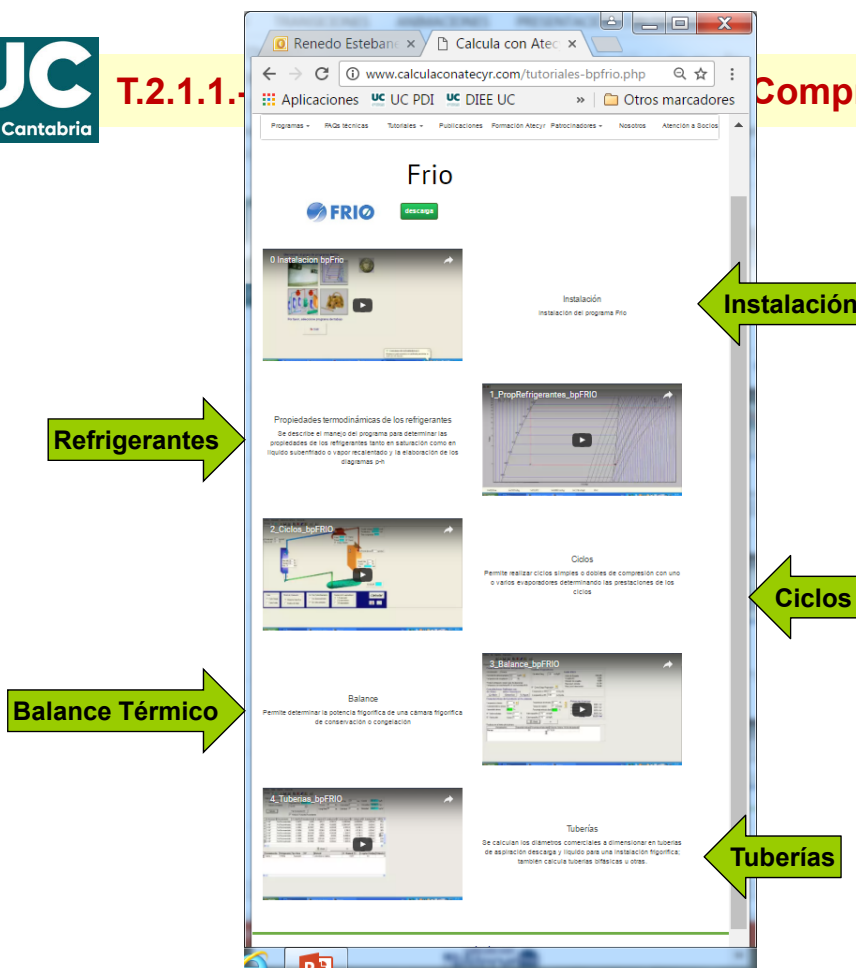 UC
Cantabria
T.2.1.1.-
Comp
Renedo Esteban
Calcula con Atec
www.calculaconatecyr.com/tutoriales-bpfrio.php
Aplicaciones
UC PDI
DIEE UC
»
Otros marcadores
Programas
FAQs técnicas
Tutoriales
Publicaciones
Formación Atecyr
Patrocinadores
Nosotros
Atención a Socios
Frio
FRIO
descarga
0 Instalacion bpFrio
Instalación
Instalación del programa Frio
Instalación
1_PropRefrigerantes_bpFRIO
Refrigerantes
Propiedades termodinámicas de los refrigerantes
Se describe el manejo del programa para determinar las
propiedades de los refrigerantes tanto en saturación como en
líquido subenfriado o vapor recalentado y la elaboración de los
diagramas p-h
2_Ciclos_bpFRIO
Ciclos
Permite realizar ciclos simples o dobles de compresión con uno
o varios evaporadores determinando las prestaciones de los
ciclos
Ciclos
3_Balance_bpFRIO
Balance Térmico
Balance
Permite determinar la potencia frigorífica de una cámara frigorífica
de conservación o congelación
4_Tuberias_bpFRIO
Tuberías
Se calculan los diámetros comerciales a dimensionar en tuberías
de aspiración descarga y líquido para una instalación frigorífica;
también calcula tuberías bifásicas u otras.
Tuberías